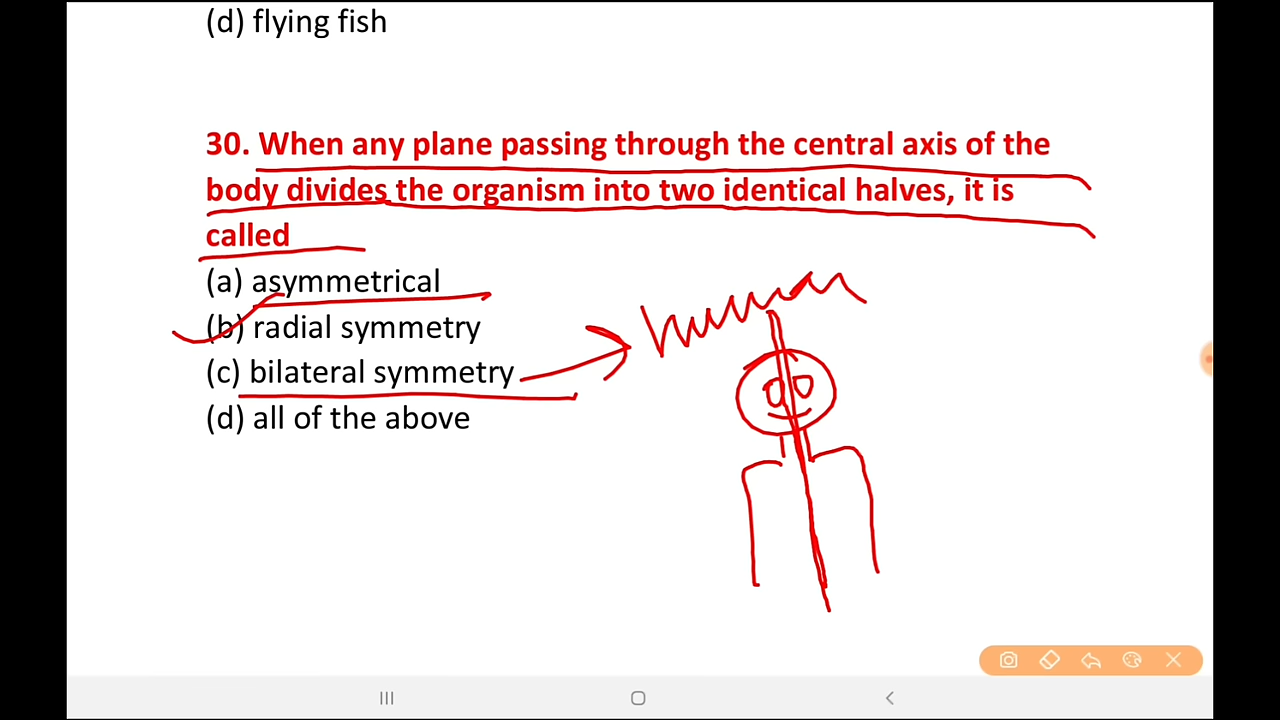 (d) flying fish
30. When any plane passing through the central axis of the
body divides the organism into two identical halves, it is
called
(a) asymmetrical
(b) radial symmetry
(c) bilateral symmetry
(d) all of the above
human